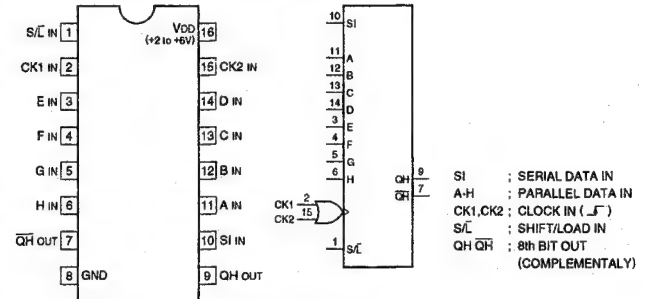 S/L̅ IN 1
VDD 16
(+2 to +6V)
CK1 IN 2
15 CK2 IN
E IN 3
14 D IN
F IN 4
13 C IN
G IN 5
12 B IN
H IN 6
11 A IN
Q̅H̅ OUT 7
10 SI IN
8 GND
9 QH OUT
10 SI
11 A
12 B
13 C
14 D
3 E
4 F
5 G
6 H
QH 9
Q̅H̅ 7
CK1 2
CK2 15
1 S/L̅
SI ; SERIAL DATA IN
A-H ; PARALLEL DATA IN
CK1,CK2 ; CLOCK IN ( )
S/L̅ ; SHIFT/LOAD IN
QH Q̅H̅ ; 8th BIT OUT
(COMPLEMENTALY)